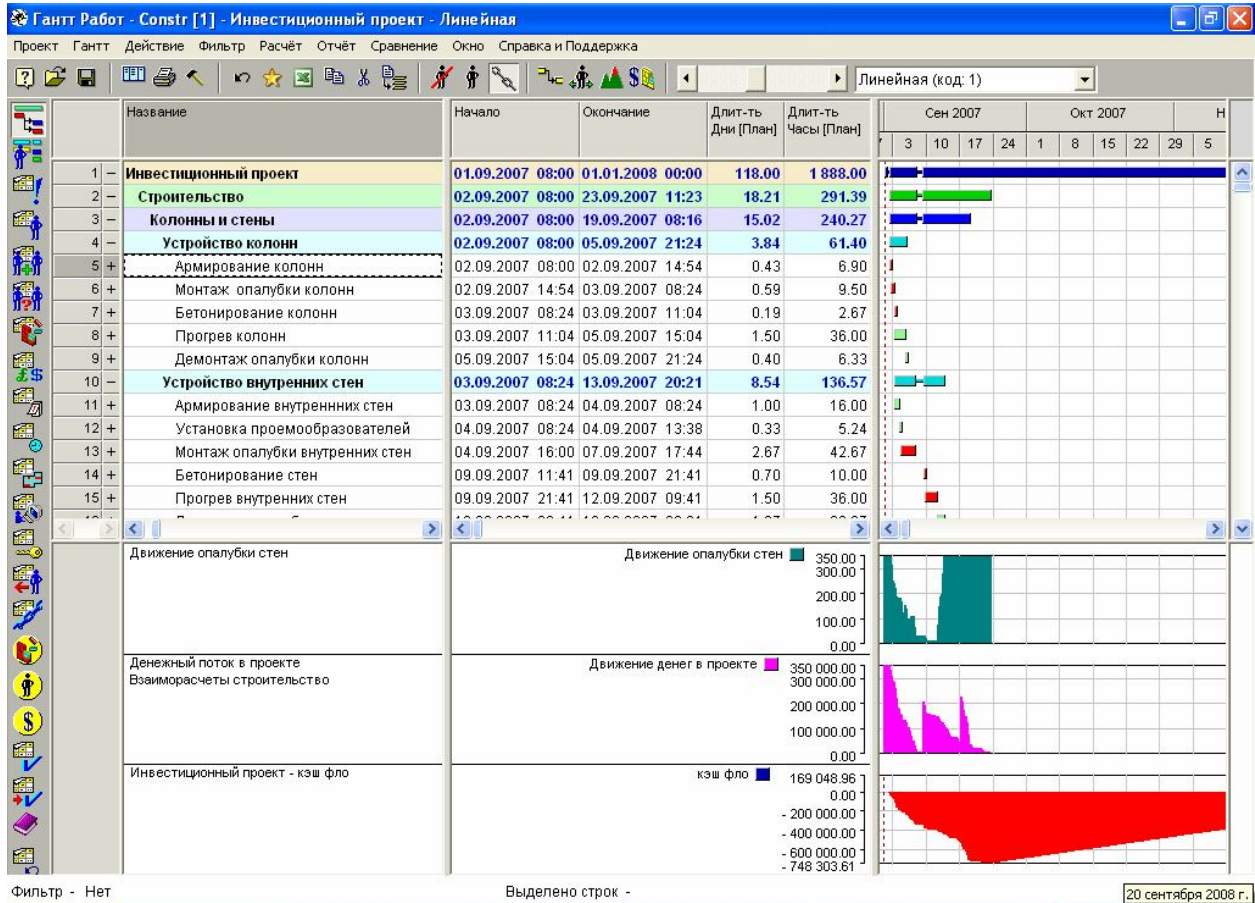 Гантт Работ - Constr [1] - Инвестиционный проект - Линейная
Проект Гантт Действие Фильтр Расчёт Отчёт Сравнение Окно Справка и Поддержка
Линейная (код: 1)
Название Начало Окончание Длит-ть Дни [План] Длит-ть Часы [План] Сен 2007 Окт 2007 Н
3 10 17 24 1 8 15 22 29 5
1 – Инвестиционный проект 01.09.2007 08:00 01.01.2008 00:00 118.00 1 888.00
2 – Строительство 02.09.2007 08:00 23.09.2007 11:23 18.21 291.39
3 – Колонны и стены 02.09.2007 08:00 19.09.2007 08:16 15.02 240.27
4 – Устройство колонн 02.09.2007 08:00 05.09.2007 21:24 3.84 61.40
5 + Армирование колонн 02.09.2007 08:00 02.09.2007 14:54 0.43 6.90
6 + Монтаж опалубки колонн 02.09.2007 14:54 03.09.2007 08:24 0.59 9.50
7 + Бетонирование колонн 03.09.2007 08:24 03.09.2007 11:04 0.19 2.67
8 + Прогрев колонн 03.09.2007 11:04 05.09.2007 15:04 1.50 36.00
9 + Демонтаж опалубки колонн 05.09.2007 15:04 05.09.2007 21:24 0.40 6.33
10 – Устройство внутренних стен 03.09.2007 08:24 13.09.2007 20:21 8.54 136.57
11 + Армирование внутреннних стен 03.09.2007 08:24 04.09.2007 08:24 1.00 16.00
12 + Установка проемообразователей 04.09.2007 08:24 04.09.2007 13:38 0.33 5.24
13 + Монтаж опалубки внутренних стен 04.09.2007 16:00 07.09.2007 17:44 2.67 42.67
14 + Бетонирование стен 09.09.2007 11:41 09.09.2007 21:41 0.70 10.00
15 + Прогрев внутренних стен 09.09.2007 21:41 12.09.2007 09:41 1.50 36.00
Движение опалубки стен Движение опалубки стен 350.00
300.00
200.00
100.00
0.00
Денежный поток в проекте Движение денег в проекте 350 000.00
Взаиморасчеты строительство 300 000.00
200 000.00
100 000.00
0.00
Инвестиционный проект - кэш фло кэш фло 169 048.96
0.00
- 200 000.00
- 400 000.00
- 600 000.00
- 748 303.61
Фильтр - Нет Выделено строк - 20 сентября 2008 г.